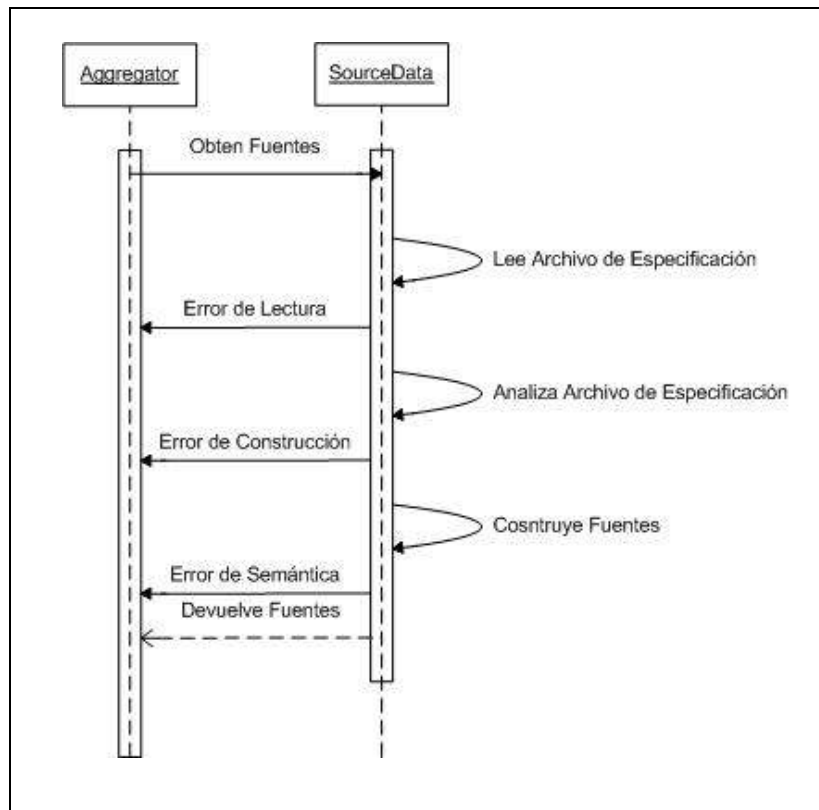 Aggregator
SourceData
Obten Fuentes
Lee Archivo de Especificación
Error de Lectura
Analiza Archivo de Especificación
Error de Construcción
Cosntruye Fuentes
Error de Semántica
Devuelve Fuentes